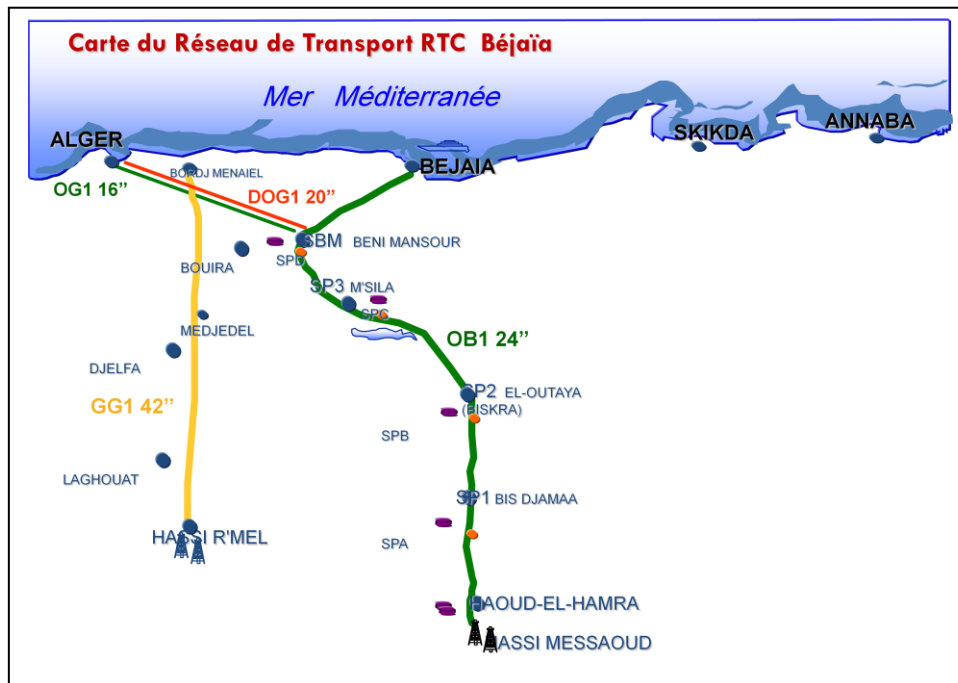 Carte du Réseau de Transport RTC Béjaïa
Mer Méditerranée
ALGER
SKIKDA
ANNABA
BORDJ MENAIEL
BEJAIA
OG1 16’’
DOG1 20’’
SBM BENI MANSOUR
BOUIRA
SPD
SP3 M'SILA
SPC
MEDJEDEL
OB1 24’’
DJELFA
SP2 EL-OUTAYA
(BISKRA)
GG1 42’’
SPB
LAGHOUAT
SP1 BIS DJAMAA
HASSI R'MEL
SPA
HAOUD-EL-HAMRA
HASSI MESSAOUD